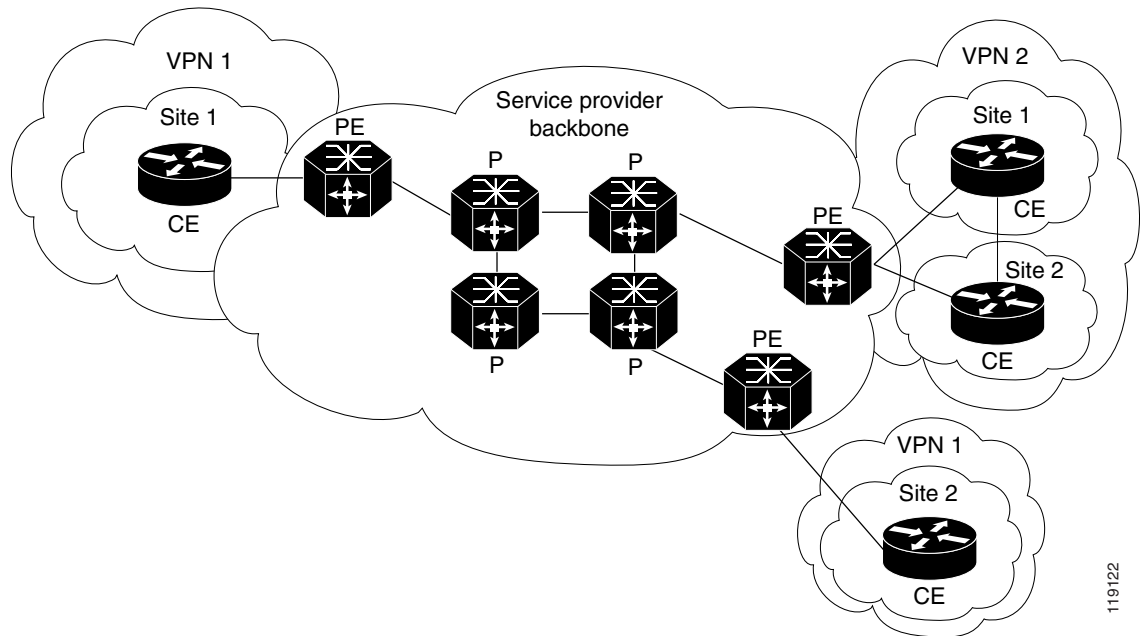 VPN 1
Site 1
CE
PE
Service provider
backbone
P
P
P
P
PE
PE
VPN 2
Site 1
CE
Site 2
CE
VPN 1
Site 2
CE
119122